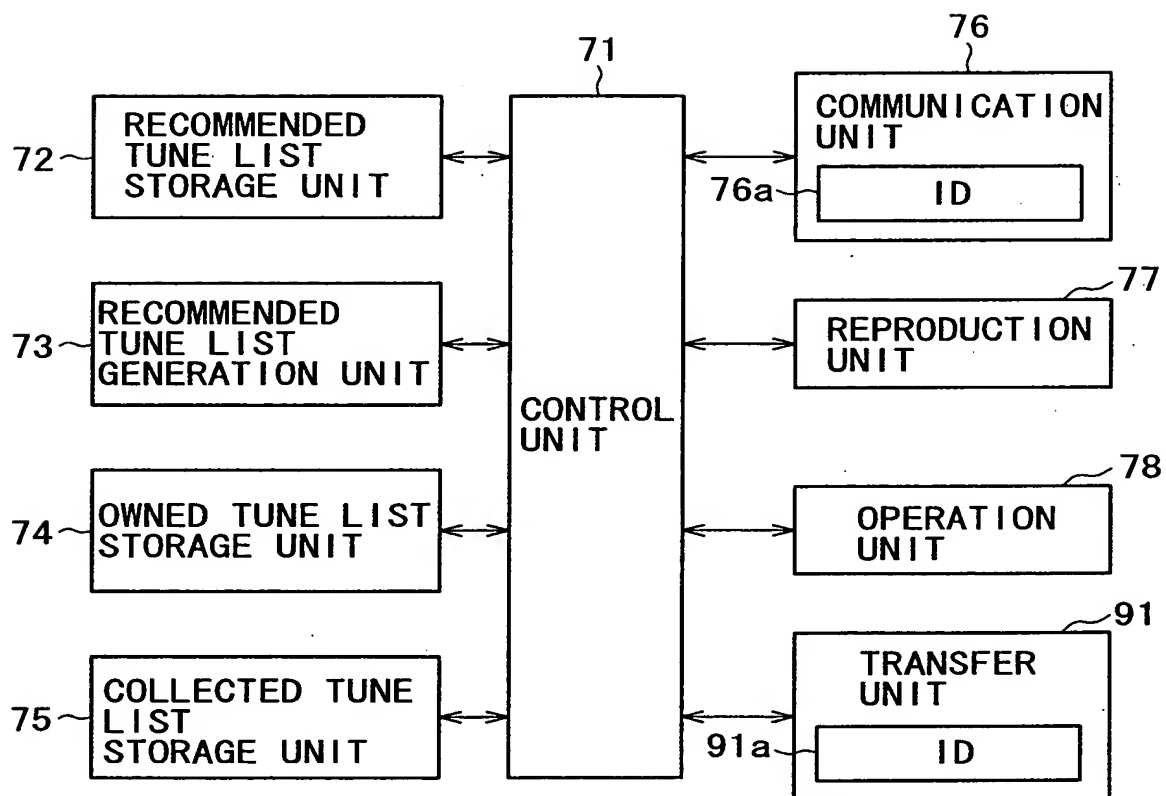 71
72
RECOMMENDED
TUNE LIST
STORAGE UNIT
73
RECOMMENDED
TUNE LIST
GENERATION UNIT
74
OWNED TUNE LIST
STORAGE UNIT
75
COLLECTED TUNE
LIST
STORAGE UNIT
CONTROL
UNIT
76
COMMUNICATION
UNIT
76a
ID
77
REPRODUCTION
UNIT
78
OPERATION
UNIT
91
TRANSFER
UNIT
91a
ID